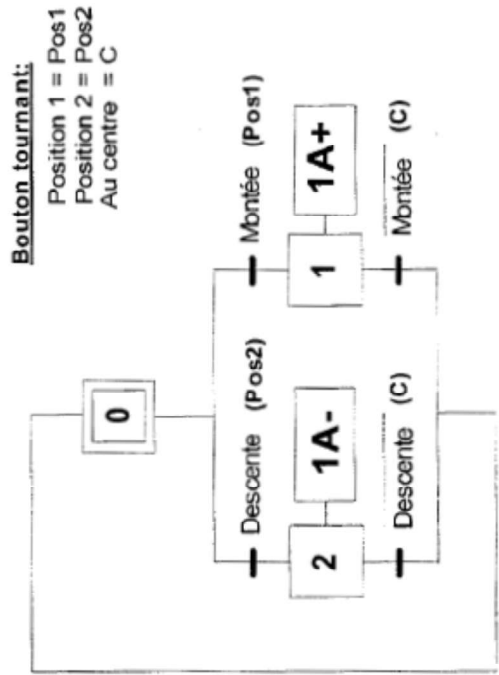 Bouton tournant:
Position 1 = Pos1
Position 2 = Pos2
Au centre = C
0
Descente (Pos2)
Montée (Pos1)
2
1A-
1
1A+
Descente (C)
Montée (C)